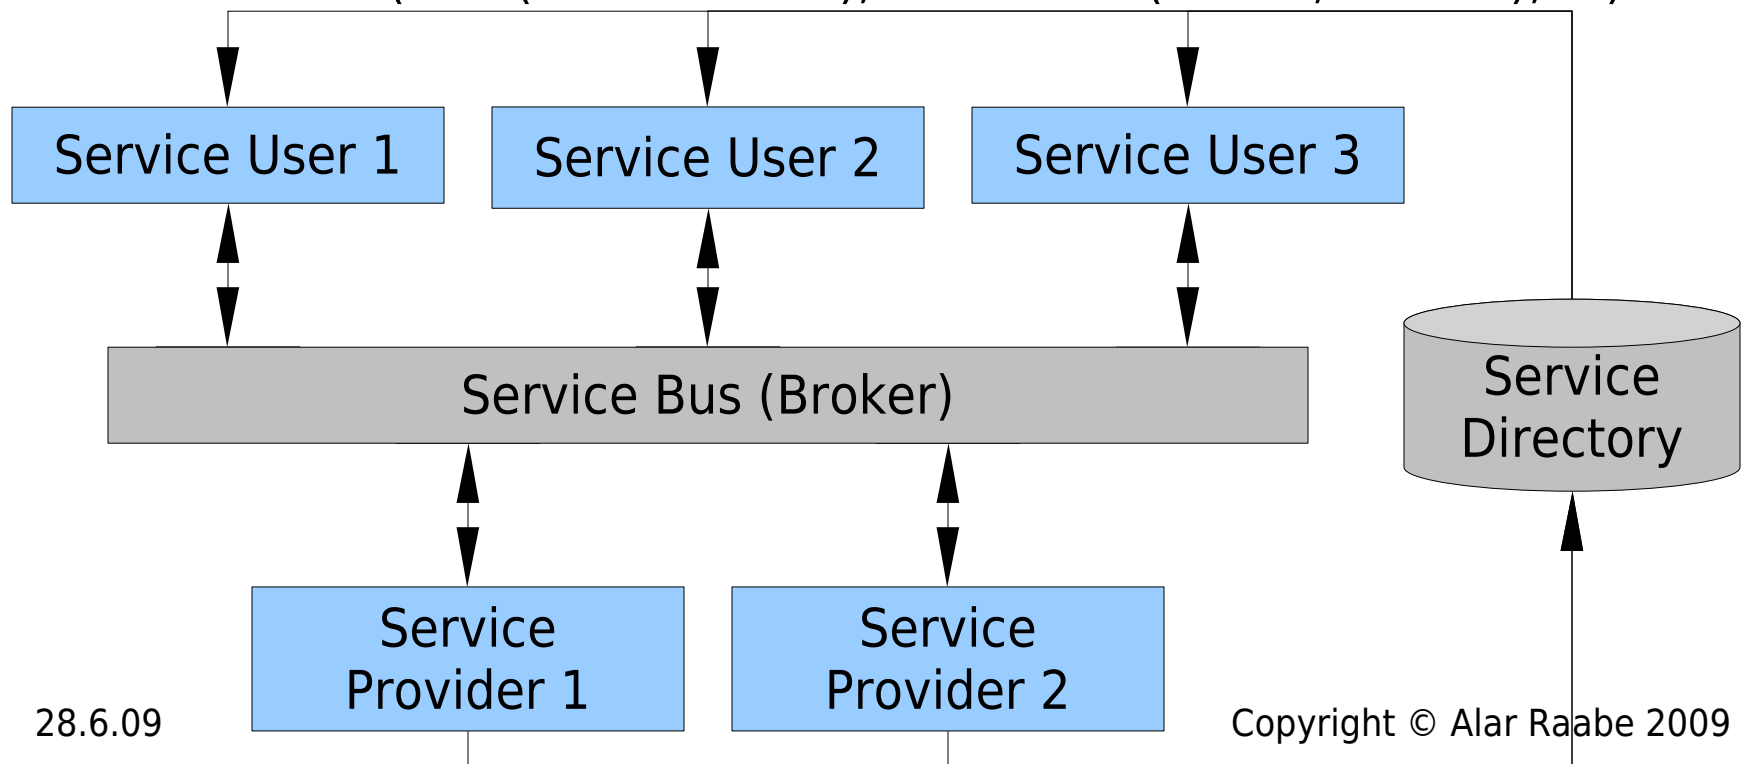 Service User 1
Service User 2
Service User 3
Service Bus (Broker)
Service
Directory
Service
Provider 1
Service
Provider 2
28.6.09
Copyright © Alar Raabe 2009